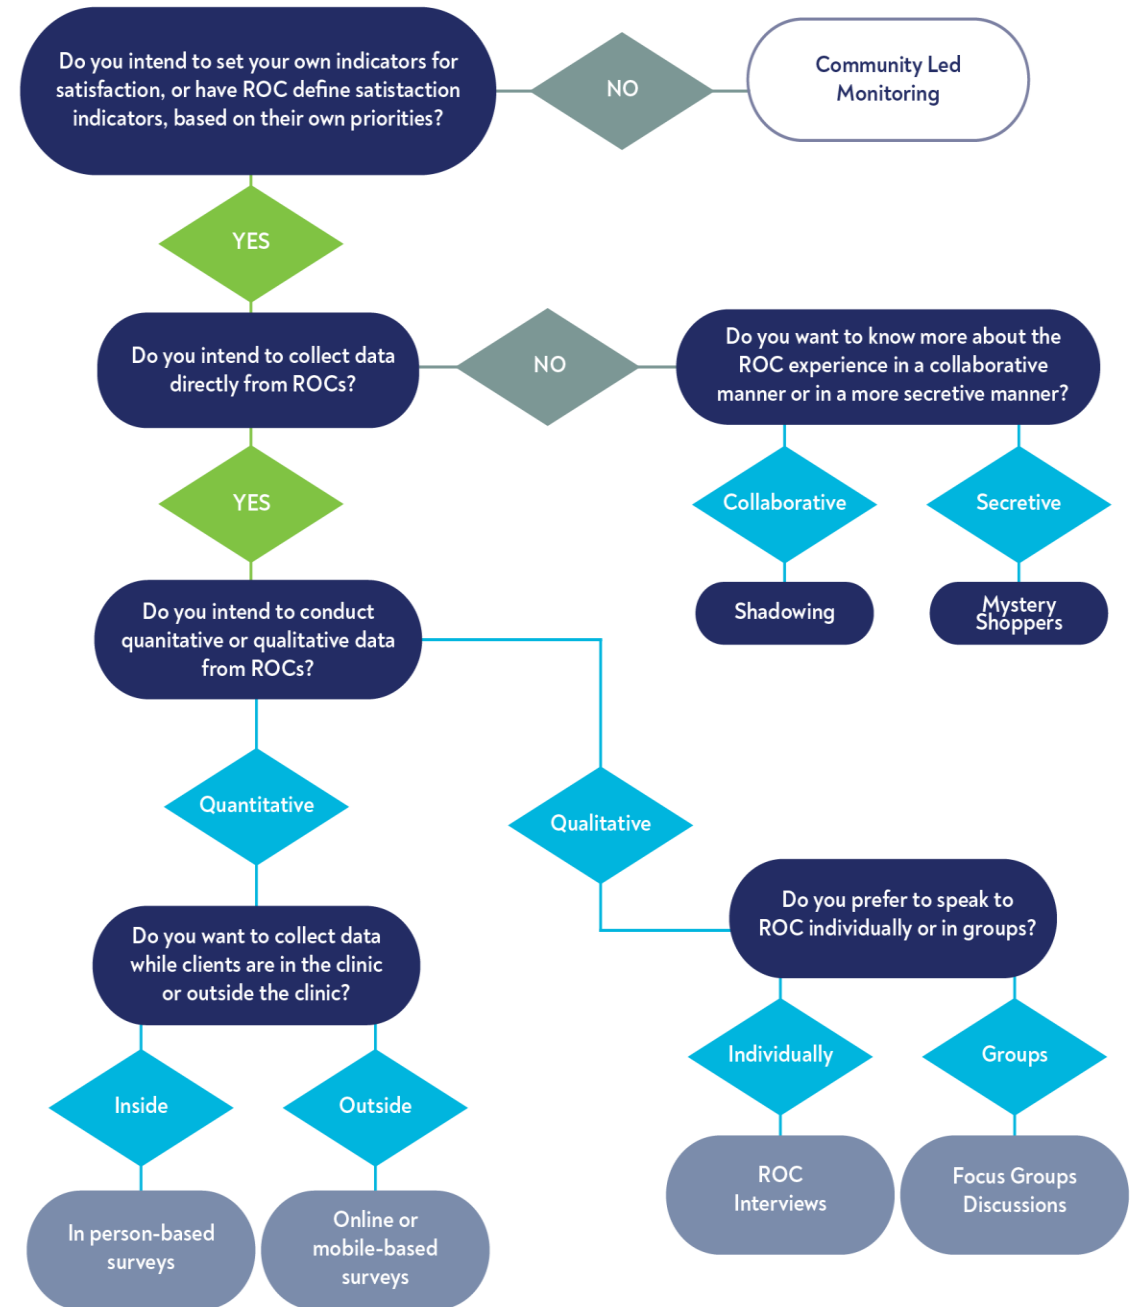 Do you intend to set your own indicators for
satisfaction, or have ROC define satistaction
indicators, based on their own priorities?
NO
Community Led
Monitoring
YES
Do you intend to collect data
directly from ROCs?
NO
Do you want to know more about the
ROC experience in a collaborative
manner or in a more secretive manner?
YES
Collaborative
Secretive
Do you intend to conduct
quanitative or qualitative data
from ROCs?
Shadowing
Mystery
Shoppers
Quantitative
Qualitative
Do you prefer to speak to
ROC individually or in groups?
Do you want to collect data
while clients are in the clinic
or outside the clinic?
Individually
Groups
Inside
Outside
ROC
Interviews
Focus Groups
Discussions
In person-based
surveys
Online or
mobile-based
surveys